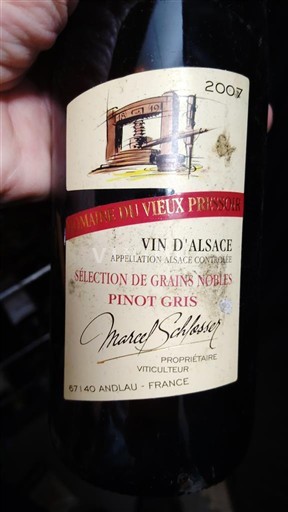 2007
DOMAINE DU VIEUX PRESSOIR
VIN D'ALSACE
APPELLATION ALSACE CONTRÔLÉE
SÉLECTION DE GRAINS NOBLES
PINOT GRIS
Marcel Schlosser
PROPRIÉTAIRE
VITICULTEUR
67140 ANDLAU - FRANCE